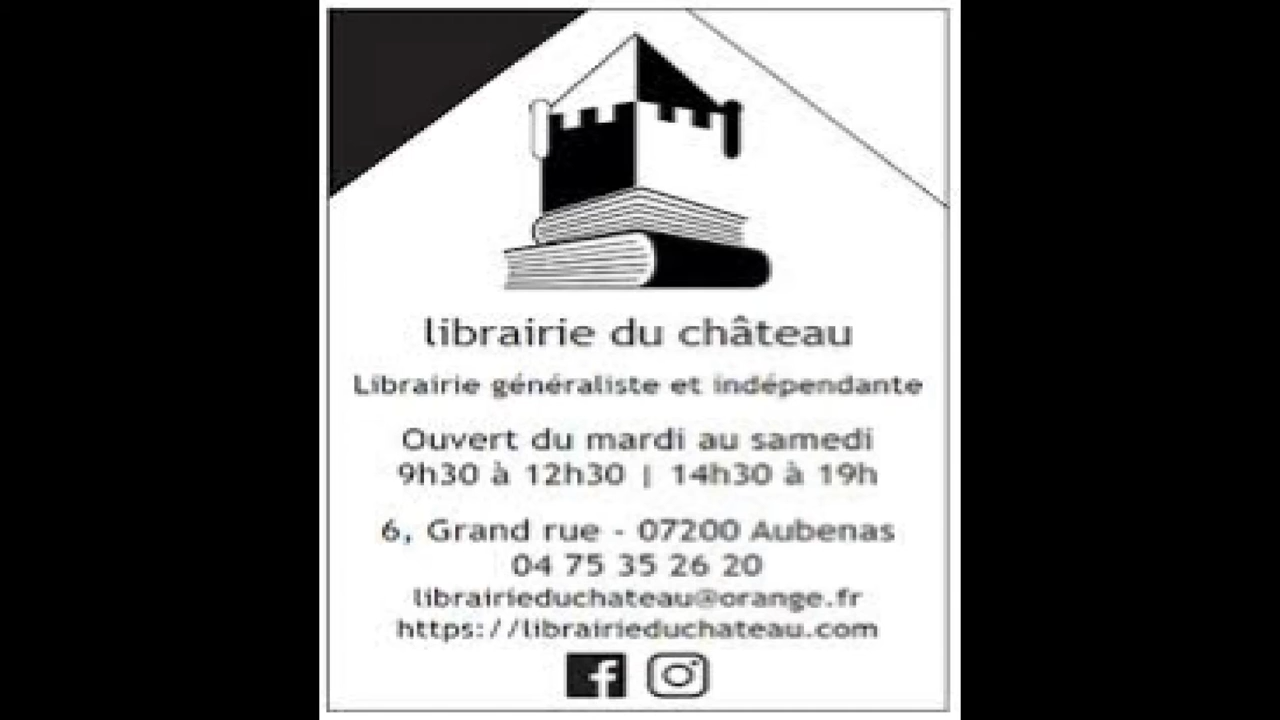 librairie du château
Librairie généraliste et indépendante
Ouvert du mardi au samedi
9h30 à 12h30 | 14h30 à 19h
6, Grand rue - 07200 Aubenas
04 75 35 26 20
librairieduchateau@orange.fr
https://librairieduchateau.com